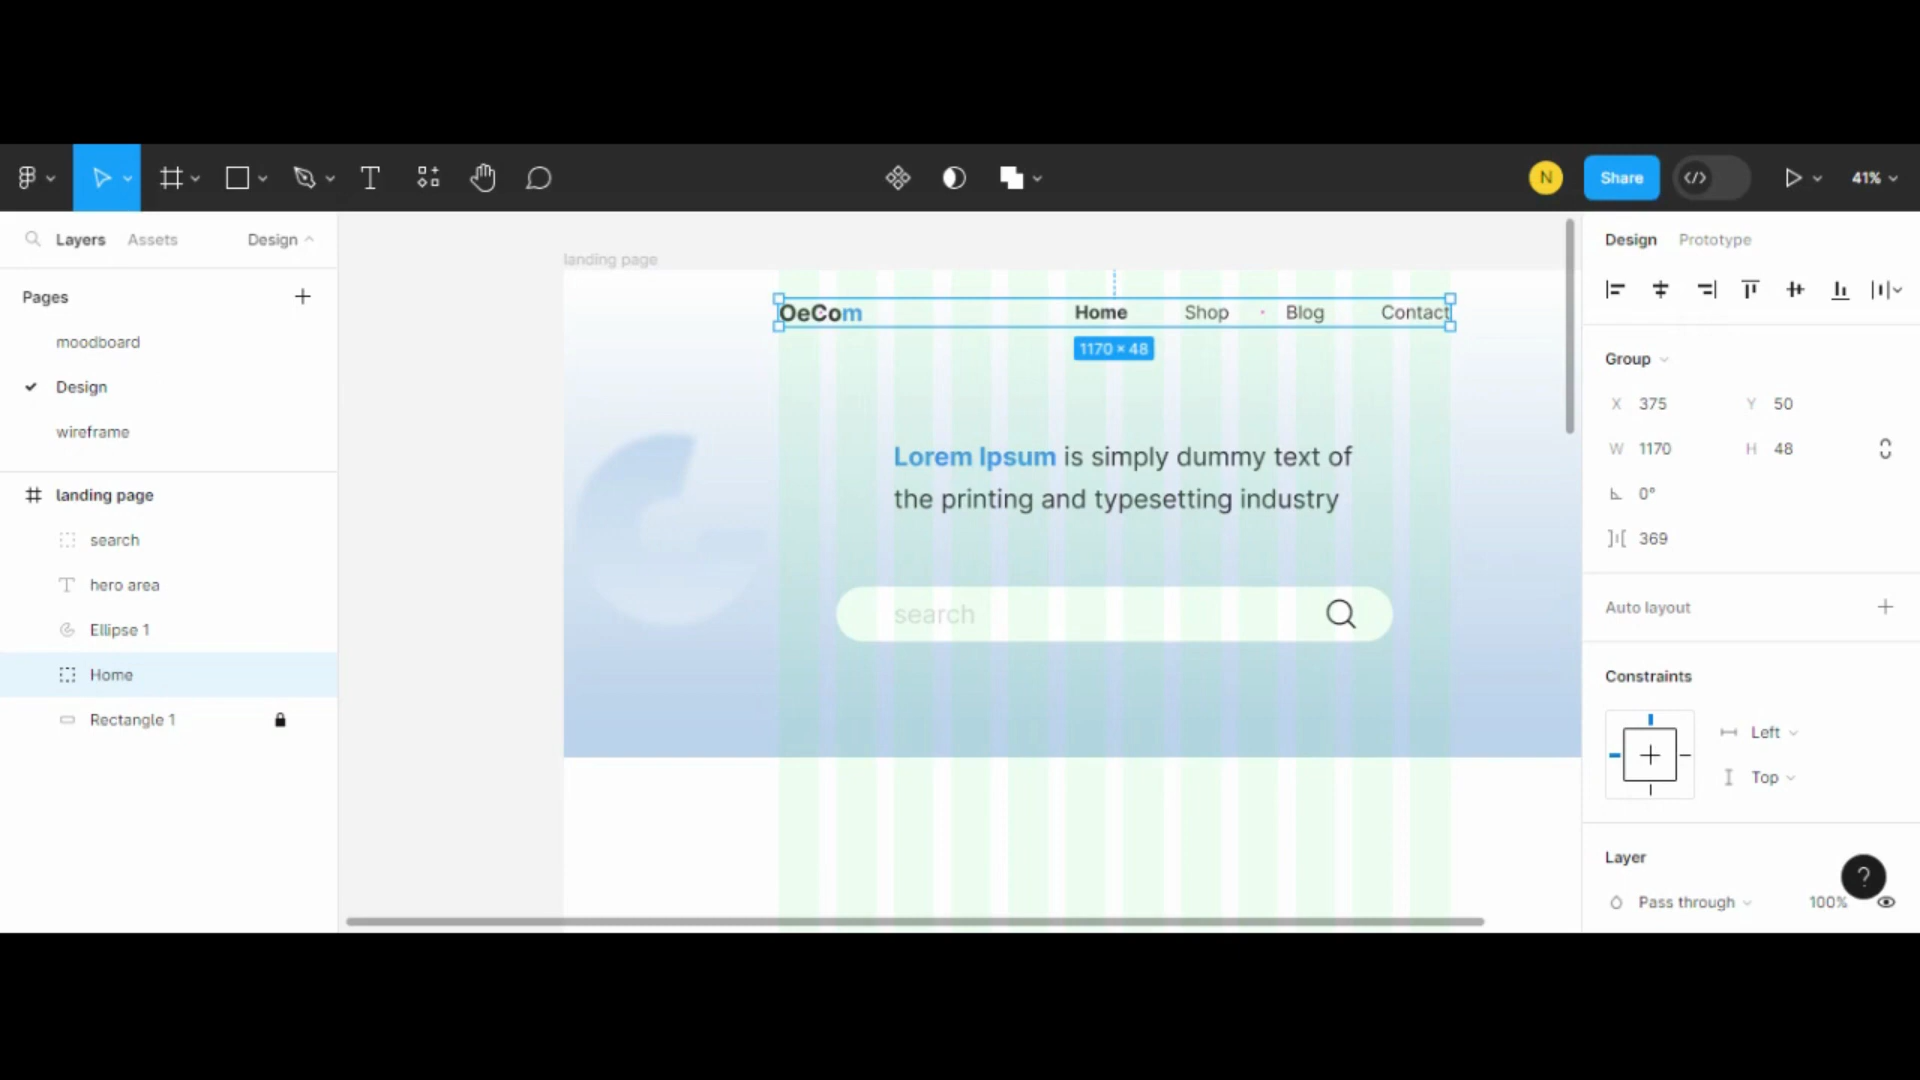 N
Share
41%
Layers
Assets
Design
Pages
moodboard
Design
wireframe
landing page
search
hero area
Ellipse 1
Home
Rectangle 1
landing page
OeCom
Home
Shop
Blog
Contact
1170 × 48
Lorem Ipsum is simply dummy text of
the printing and typesetting industry
search
Design
Prototype
Group
X 375
Y 50
W 1170
H 48
0°
369
Auto layout
Constraints
Left
Top
Layer
Pass through
100%
?